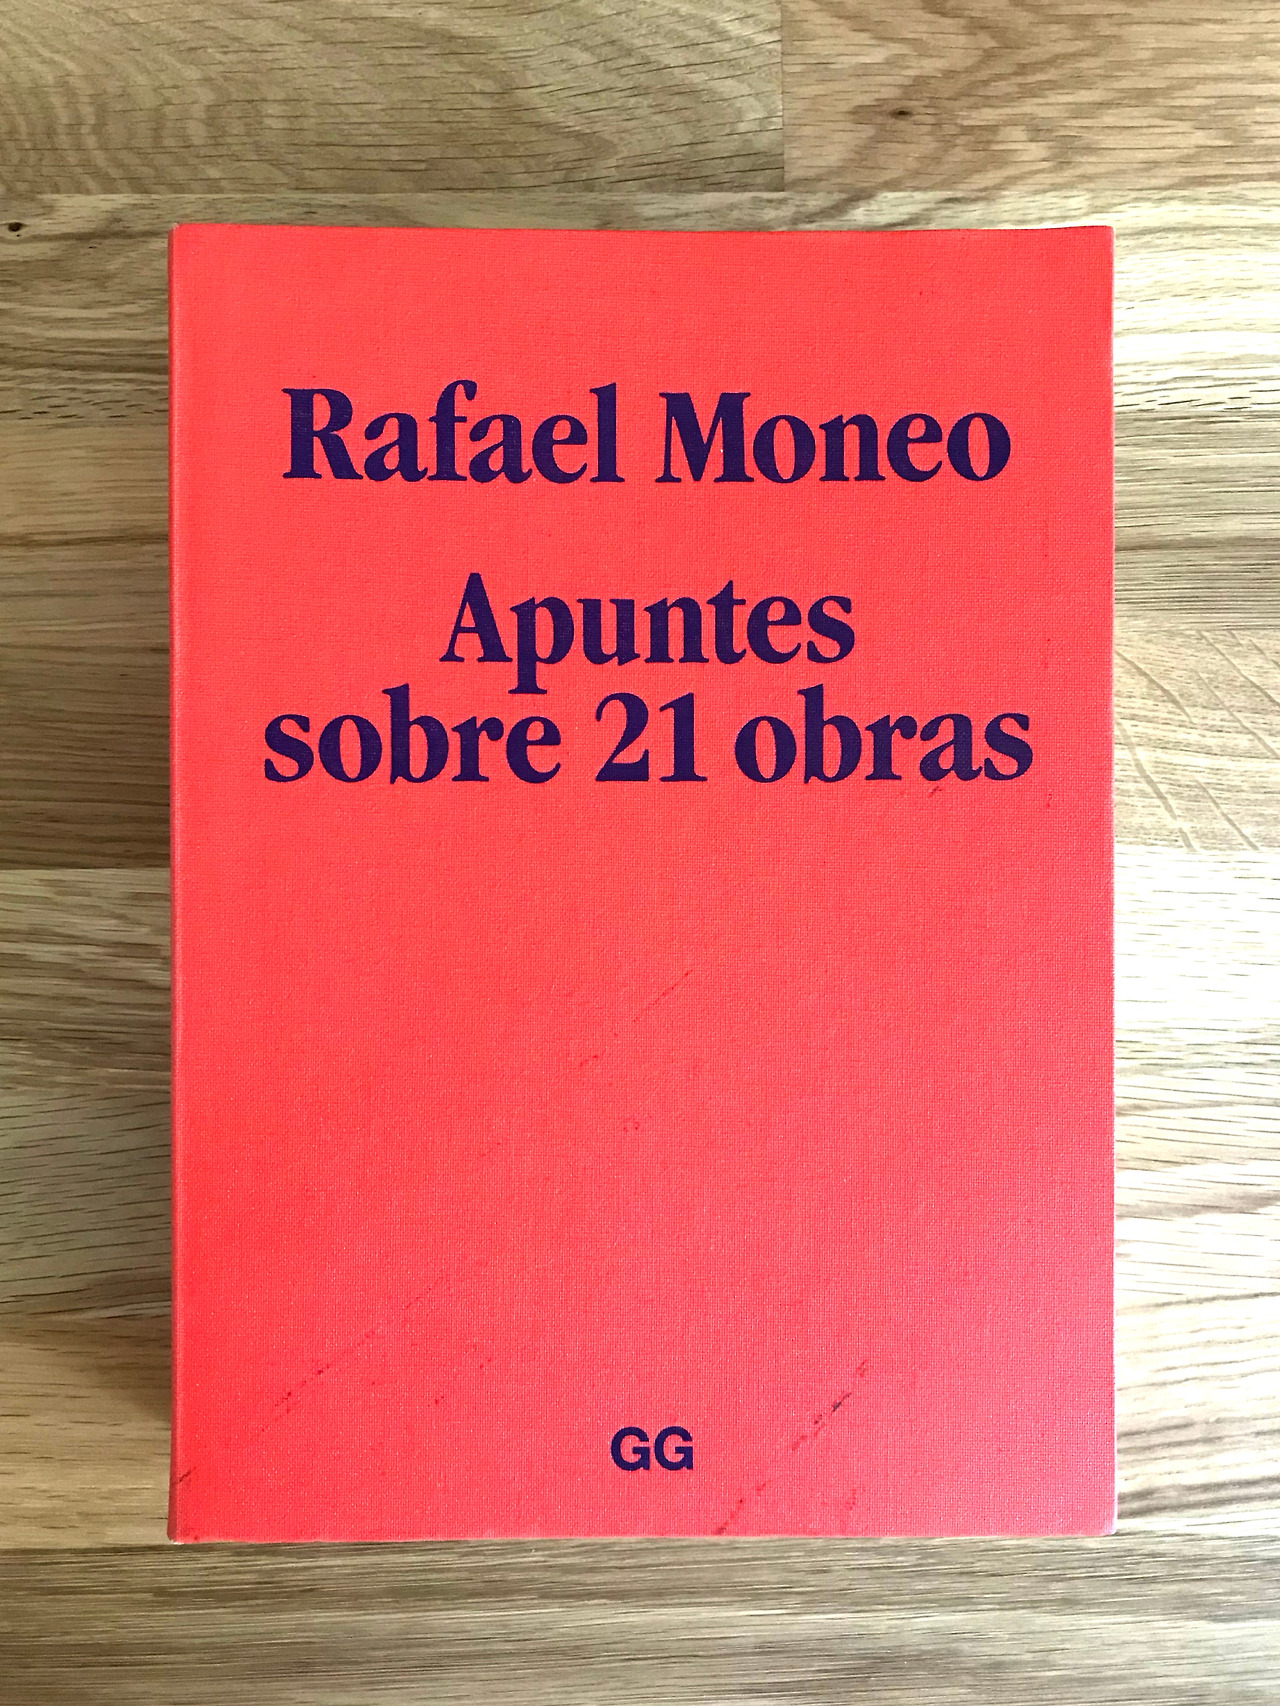 Rafael Moneo
Apuntes
sobre 21 obras
GG